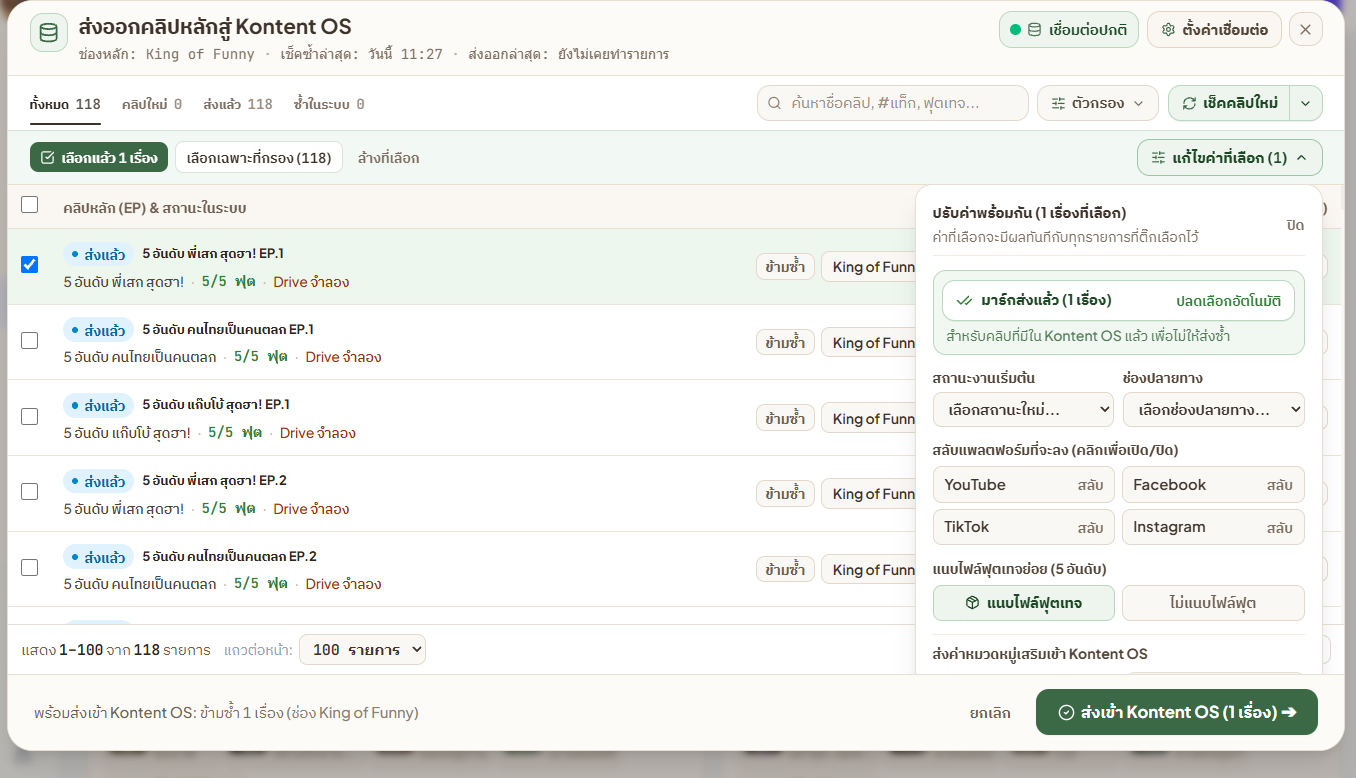 ส่งออกคลิปหลักสู่ Kontent OS
ช่องหลัก: King of Funny · เช็คซ้ำล่าสุด: วันนี้ 11:27 · ส่งออกล่าสุด: ยังไม่เคยทำรายการ
เชื่อมต่อปกติ
ตั้งค่าเชื่อมต่อ
ทั้งหมด 118 คลิปใหม่ 0 ส่งแล้ว 118 ซ้ำในระบบ 0
ค้นหาชื่อคลิป, #แท็ก, ฟุตเทจ...
ตัวกรอง
เช็คคลิปใหม่
เลือกแล้ว 1 เรื่อง
เลือกเฉพาะที่กรอง (118)
ล้างที่เลือก
แก้ไขค่าที่เลือก (1)
คลิปหลัก (EP) & สถานะในระบบ
)
ส่งแล้ว 5 อันดับ พี่เสก สุดฮา! EP.1
5 อันดับ พี่เสก สุดฮา! · 5/5 ฟุต · Drive จำลอง
ข้ามซ้ำ King of Funn
ส่งแล้ว 5 อันดับ คนไทยเป็นคนตลก EP.1
5 อันดับ คนไทยเป็นคนตลก · 5/5 ฟุต · Drive จำลอง
ข้ามซ้ำ King of Funn
ส่งแล้ว 5 อันดับ แก๊บโบ้ สุดฮา! EP.1
5 อันดับ แก๊บโบ้ สุดฮา! · 5/5 ฟุต · Drive จำลอง
ข้ามซ้ำ King of Funn
ส่งแล้ว 5 อันดับ พี่เสก สุดฮา! EP.2
5 อันดับ พี่เสก สุดฮา! · 5/5 ฟุต · Drive จำลอง
ข้ามซ้ำ King of Funn
ส่งแล้ว 5 อันดับ คนไทยเป็นคนตลก EP.2
5 อันดับ คนไทยเป็นคนตลก · 5/5 ฟุต · Drive จำลอง
ข้ามซ้ำ King of Funn
ปรับค่าพร้อมกัน (1 เรื่องที่เลือก)
ค่าที่เลือกจะมีผลทันทีกับทุกรายการที่ติ๊กเลือกไว้
ปิด
มาร์กส่งแล้ว (1 เรื่อง) ปลดเลือกอัตโนมัติ
สำหรับคลิปที่มีใน Kontent OS แล้ว เพื่อไม่ให้ส่งซ้ำ
สถานะงานเริ่มต้น ช่องปลายทาง
เลือกสถานะใหม่... เลือกช่องปลายทาง...
สลับแพลตฟอร์มที่จะลง (คลิกเพื่อเปิด/ปิด)
YouTube สลับ Facebook สลับ
TikTok สลับ Instagram สลับ
แนบไฟล์ฟุตเทจย่อย (5 อันดับ)
แนบไฟล์ฟุตเทจ ไม่แนบไฟล์ฟุต
ส่งค่าหมวดหมู่เสริมเข้า Kontent OS
แสดง 1–100 จาก 118 รายการ แถวต่อหน้า: 100 รายการ
พร้อมส่งเข้า Kontent OS: ข้ามซ้ำ 1 เรื่อง (ช่อง King of Funny)
ยกเลิก
ส่งเข้า Kontent OS (1 เรื่อง) ➔